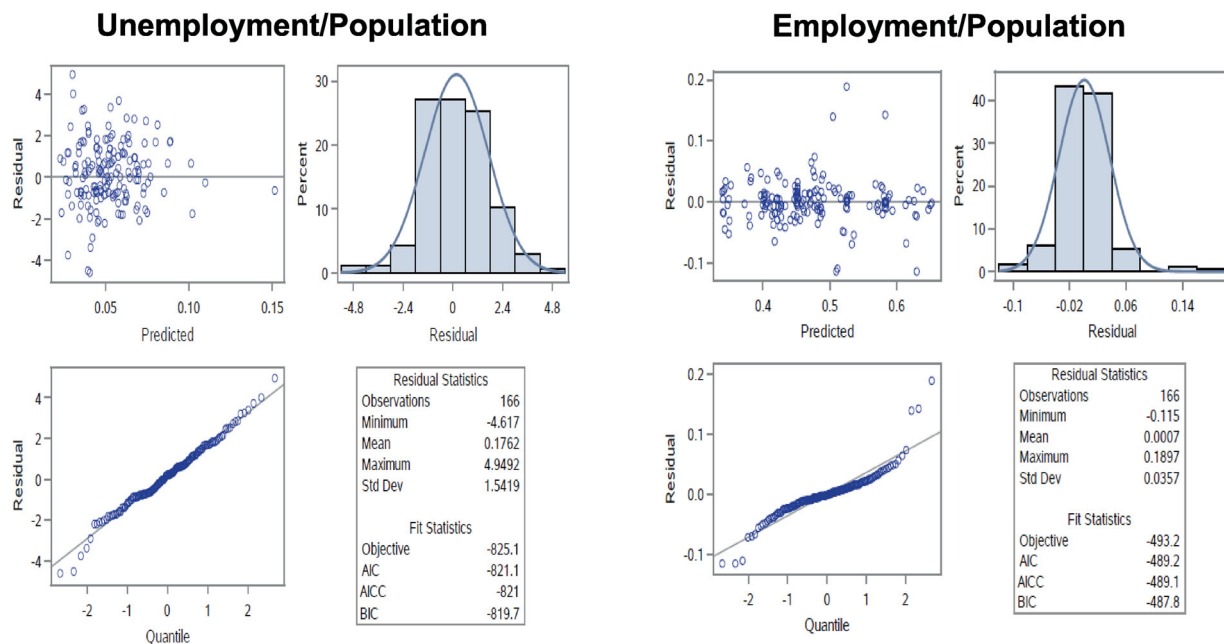 Unemployment/Population
4
2
0
-2
-4
Residual
0.05
0.10
0.15
Predicted
30
20
10
0
Percent
-4.8
-2.4
0
2.4
4.8
Residual
4
2
0
-2
-4
Residual
-2
-1
0
1
2
Quantile
Residual Statistics
Observations 166
Minimum -4.617
Mean 0.1762
Maximum 4.9492
Std Dev 1.5419
Fit Statistics
Objective -825.1
AIC -821.1
AICC -821
BIC -819.7
Employment/Population
0.2
0.1
0.0
-0.1
Residual
0.4
0.5
0.6
Predicted
40
30
20
10
0
Percent
-0.1
-0.02
0.06
0.14
Residual
0.2
0.1
0.0
-0.1
Residual
-2
-1
0
1
2
Quantile
Residual Statistics
Observations 166
Minimum -0.115
Mean 0.0007
Maximum 0.1897
Std Dev 0.0357
Fit Statistics
Objective -493.2
AIC -489.2
AICC -489.1
BIC -487.8